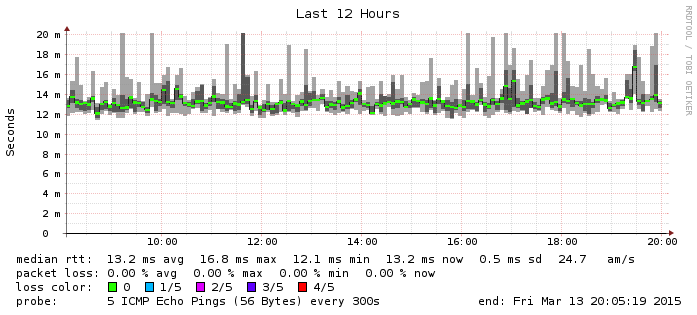 Last 12 Hours
RRDTOOL / TOBI OETIKER
Seconds
20 m
18 m
16 m
14 m
12 m
10 m
8 m
6 m
4 m
2 m
0
10:00 12:00 14:00 16:00 18:00 20:00
median rtt: 13.2 ms avg 16.8 ms max 12.1 ms min 13.2 ms now 0.5 ms sd 24.7 am/s
packet loss: 0.00 % avg 0.00 % max 0.00 % min 0.00 % now
loss color: 0 1/5 2/5 3/5 4/5
probe: 5 ICMP Echo Pings (56 Bytes) every 300s end: Fri Mar 13 20:05:19 2015